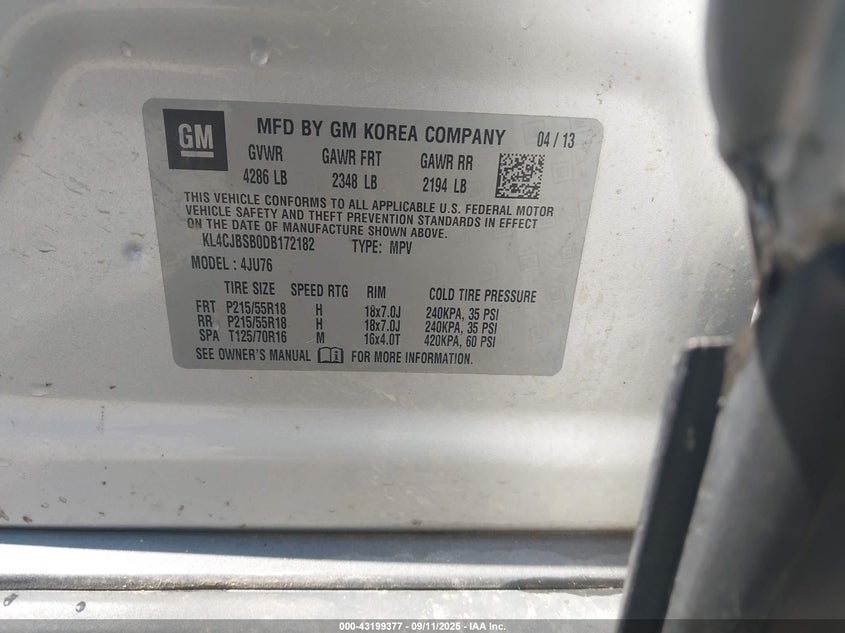 GM
MFD BY GM KOREA COMPANY 04 / 13
GVWR GAWR FRT GAWR RR
4286 LB 2348 LB 2194 LB
THIS VEHICLE CONFORMS TO ALL APPLICABLE U.S. FEDERAL MOTOR
VEHICLE SAFETY AND THEFT PREVENTION STANDARDS IN EFFECT
ON THE DATE OF MANUFACTURE SHOWN ABOVE.
KL4CJBSB0DB172182 TYPE: MPV
MODEL : 4JU76
TIRE SIZE SPEED RTG RIM COLD TIRE PRESSURE
FRT P215/55R18 H 18x7.0J 240KPA, 35 PSI
RR P215/55R18 H 18x7.0J 240KPA, 35 PSI
SPA T125/70R16 M 16x4.0T 420KPA, 60 PSI
SEE OWNER'S MANUAL FOR MORE INFORMATION.
000-43199377 - 09/11/2025 - IAA Inc.